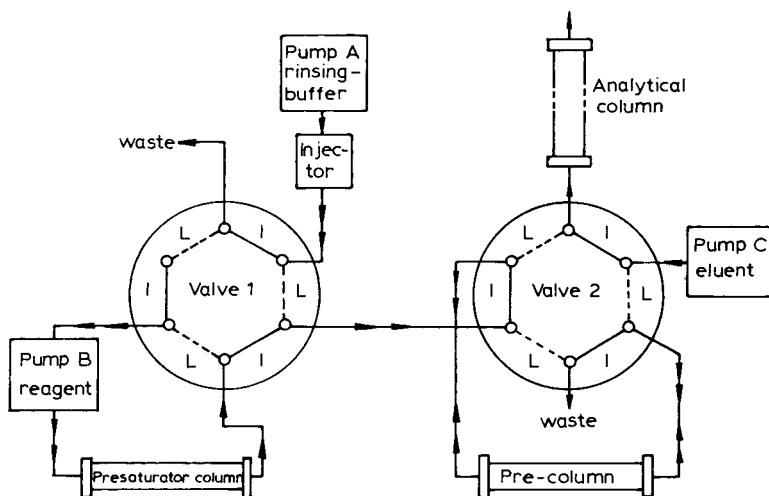 Pump A
rinsing-
buffer
injec-
tor
waste
L
I
I
Valve 1
L
L
I
Pump B
reagent
Presaturator column
Analytical
column
L
I
Pump C
eluent
I
Valve 2
L
L
I
waste
Pre-column